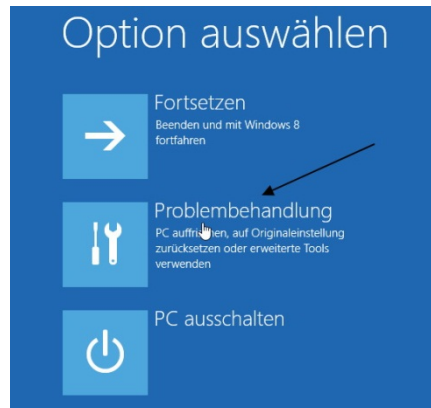 Option auswählen
Fortsetzen
Beenden und mit Windows 8
fortfahren
Problembehandlung
PC auffrischen, auf Originaleinstellung
zurücksetzen oder erweiterte Tools
verwenden
PC ausschalten